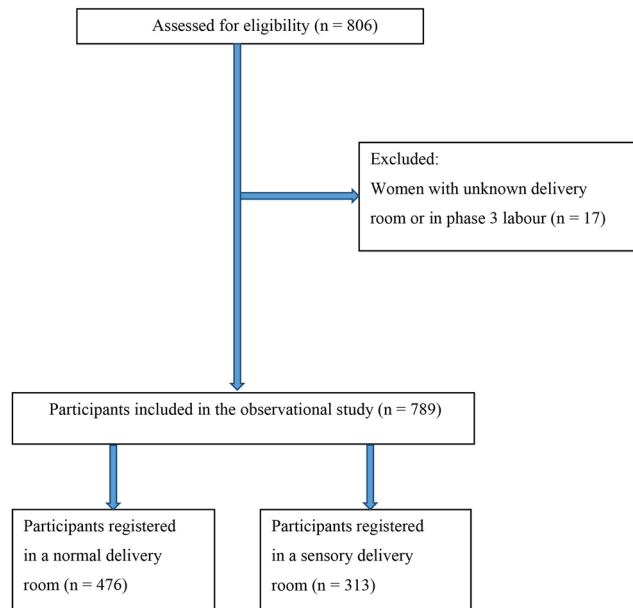 Assessed for eligibility (n = 806)
Excluded:
Women with unknown delivery
room or in phase 3 labour (n = 17)
Participants included in the observational study (n = 789)
Participants registered
in a normal delivery
room (n = 476)
Participants registered
in a sensory delivery
room (n = 313)